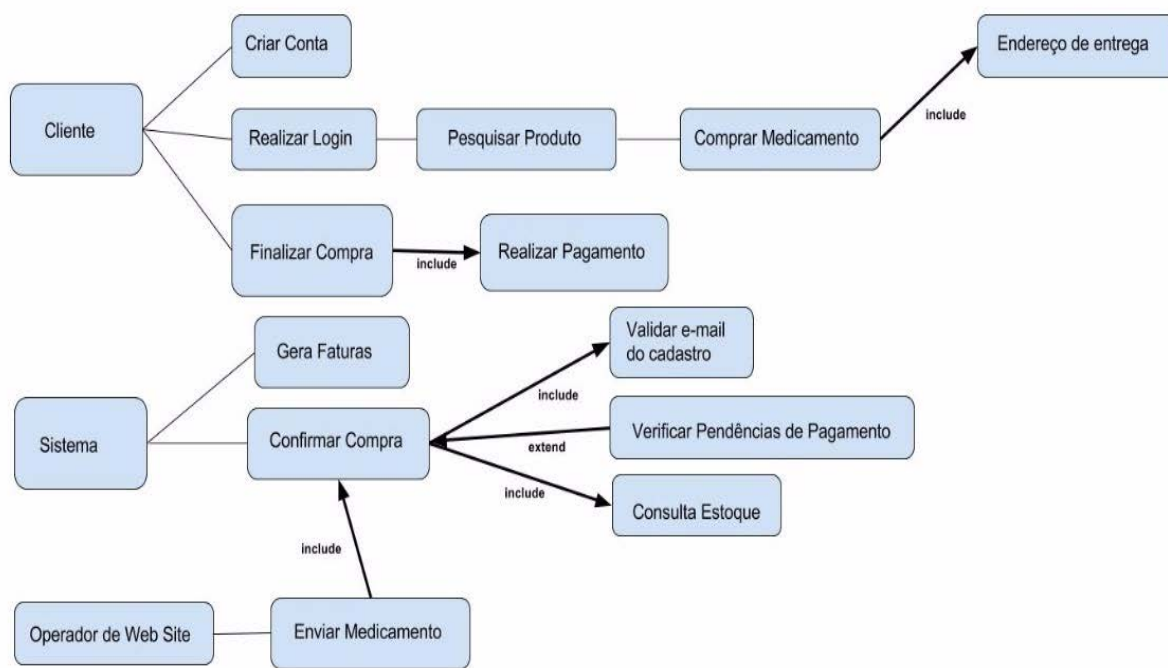 Criar Conta
Endereço de entrega
Cliente
include
Realizar Login
Pesquisar Produto
Comprar Medicamento
Finalizar Compra
include
Realizar Pagamento
Gera Faturas
Validar e-mail
do cadastro
include
Sistema
Confirmar Compra
extend
Verificar Pendências de Pagamento
include
Consulta Estoque
include
Operador de Web Site
Enviar Medicamento